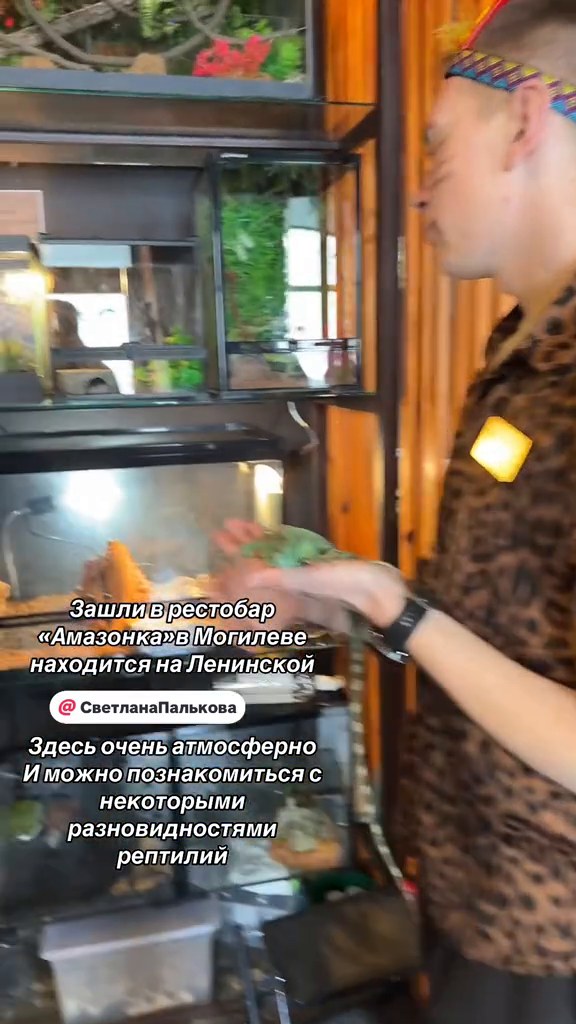 Зашли в рестобар
«Амазонка»в Могилеве
находится на Ленинской
@ СветланаПалькова
Здесь очень атмосферно
И можно познакомиться с
некоторыми
разновидностями
рептилий